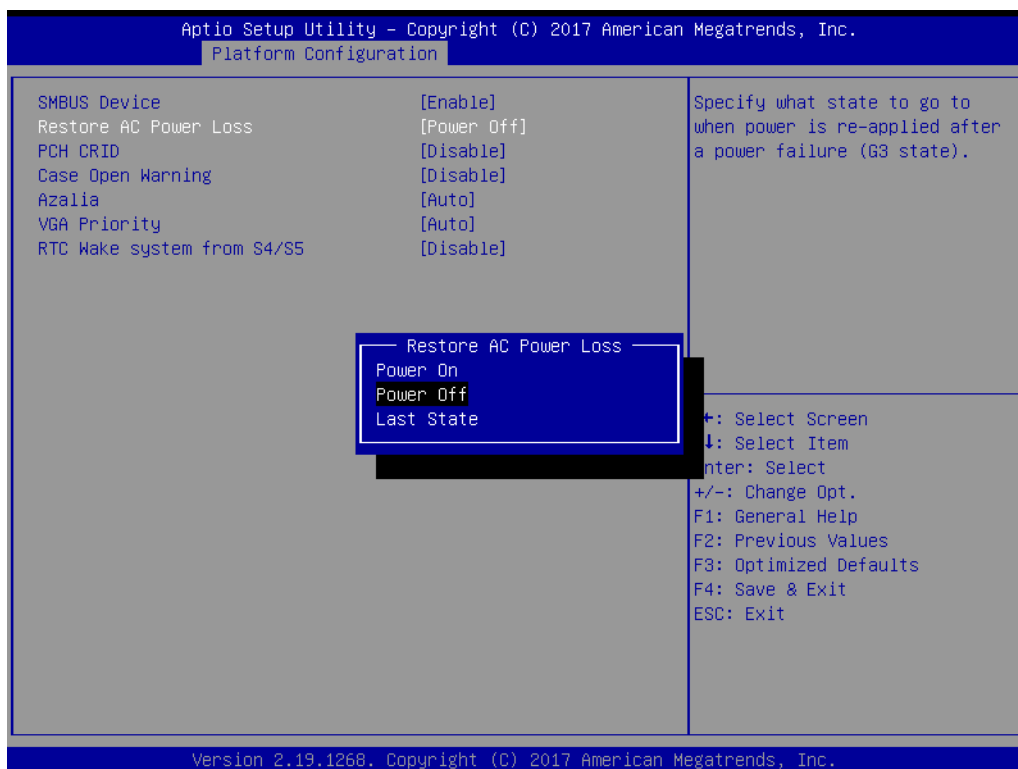 Aptio Setup Utility – Copyright (C) 2017 American Megatrends, Inc.
Platform Configuration
SMBUS Device [Enable]
Restore AC Power Loss [Power Off]
PCH CRID [Disable]
Case Open Warning [Disable]
Azalia [Auto]
VGA Priority [Auto]
RTC Wake system from S4/S5 [Disable]
Restore AC Power Loss
Power On
Power Off
Last State
Specify what state to go to
when power is re-applied after
a power failure (G3 state).
: Select Screen
: Select Item
nter: Select
+/-: Change Opt.
F1: General Help
F2: Previous Values
F3: Optimized Defaults
F4: Save & Exit
ESC: Exit
Version 2.19.1268. Copyright (C) 2017 American Megatrends, Inc.